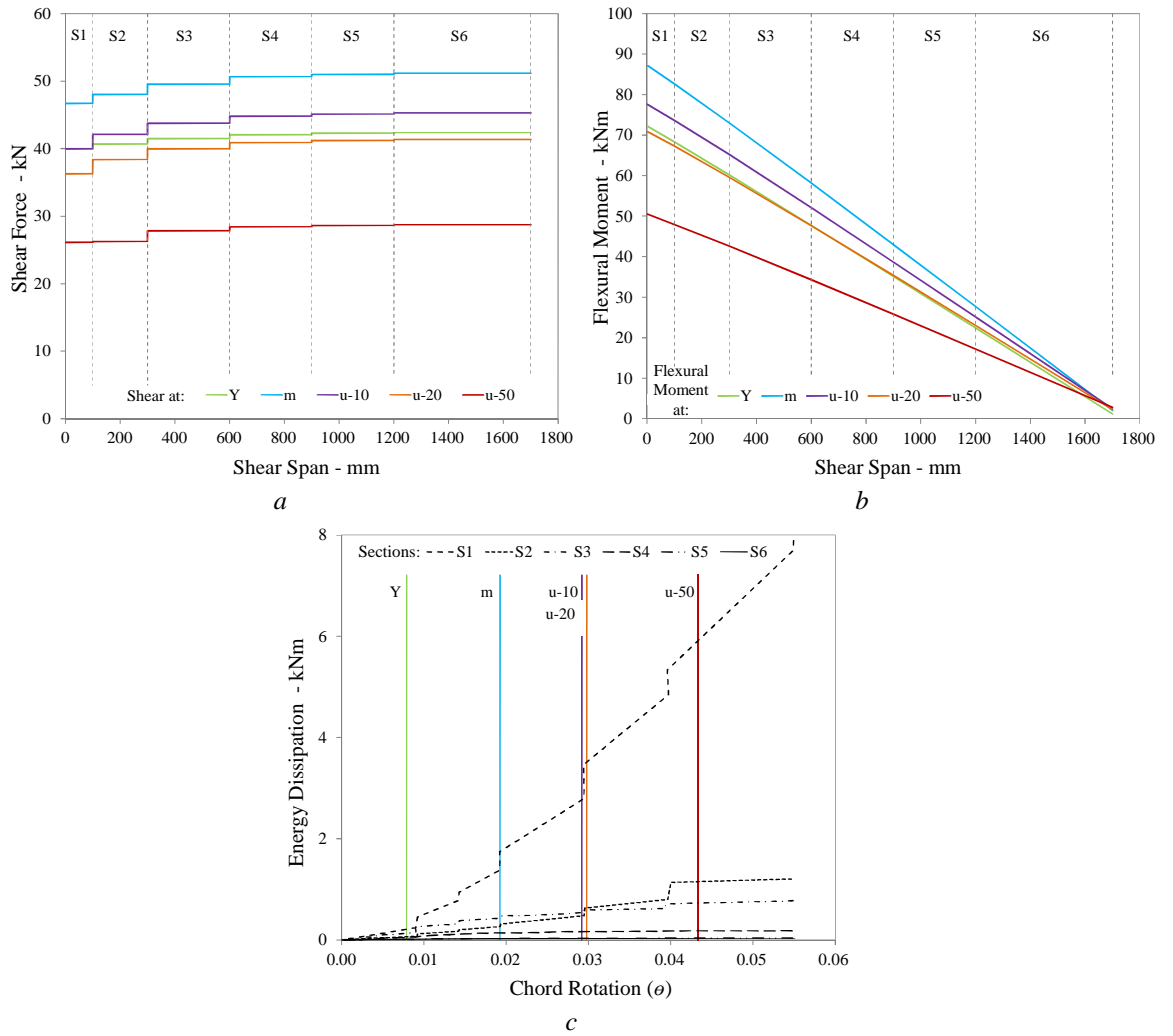 60
50
40
30
20
10
0
S1 S2 S3 S4 S5 S6
Shear Force - kN
Shear at: Y m u-10 u-20 u-50
0 200 400 600 800 1000 1200 1400 1600 1800
Shear Span - mm
a
100
90
80
70
60
50
40
30
20
10
0
S1 S2 S3 S4 S5 S6
Flexural Moment - kNm
Flexural Moment at: Y m u-10 u-20 u-50
0 200 400 600 800 1000 1200 1400 1600 1800
Shear Span - mm
b
8
6
4
2
0
Sections: S1 S2 S3 S4 S5 S6
Y m u-10 u-50
u-20
Energy Dissipation - kNm
0.00 0.01 0.02 0.03 0.04 0.05 0.06
Chord Rotation (ɵ)
c